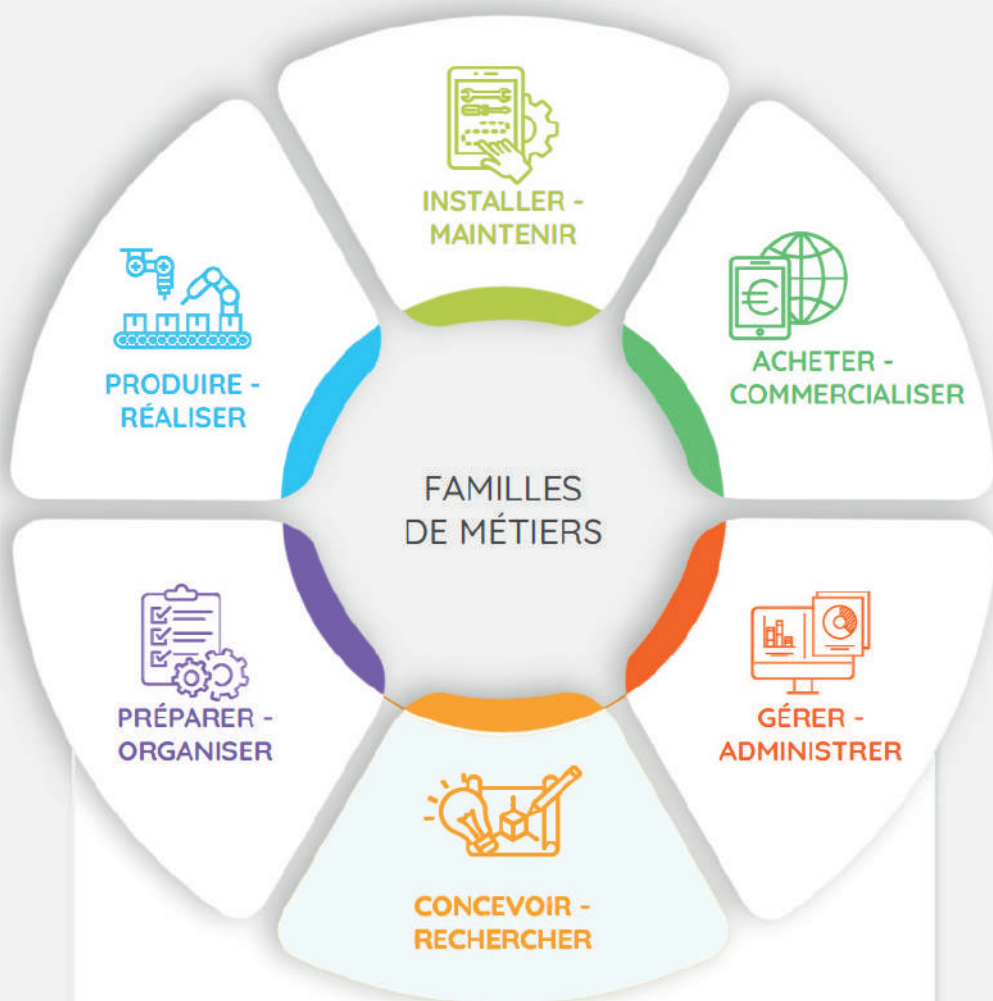 INSTALLER -
MAINTENIR
ACHETER -
COMMERCIALISER
PRODUIRE -
RÉALISER
FAMILLES
DE MÉTIERS
PRÉPARER -
ORGANISER
GÉRER -
ADMINISTRER
CONCEVOIR -
RECHERCHER